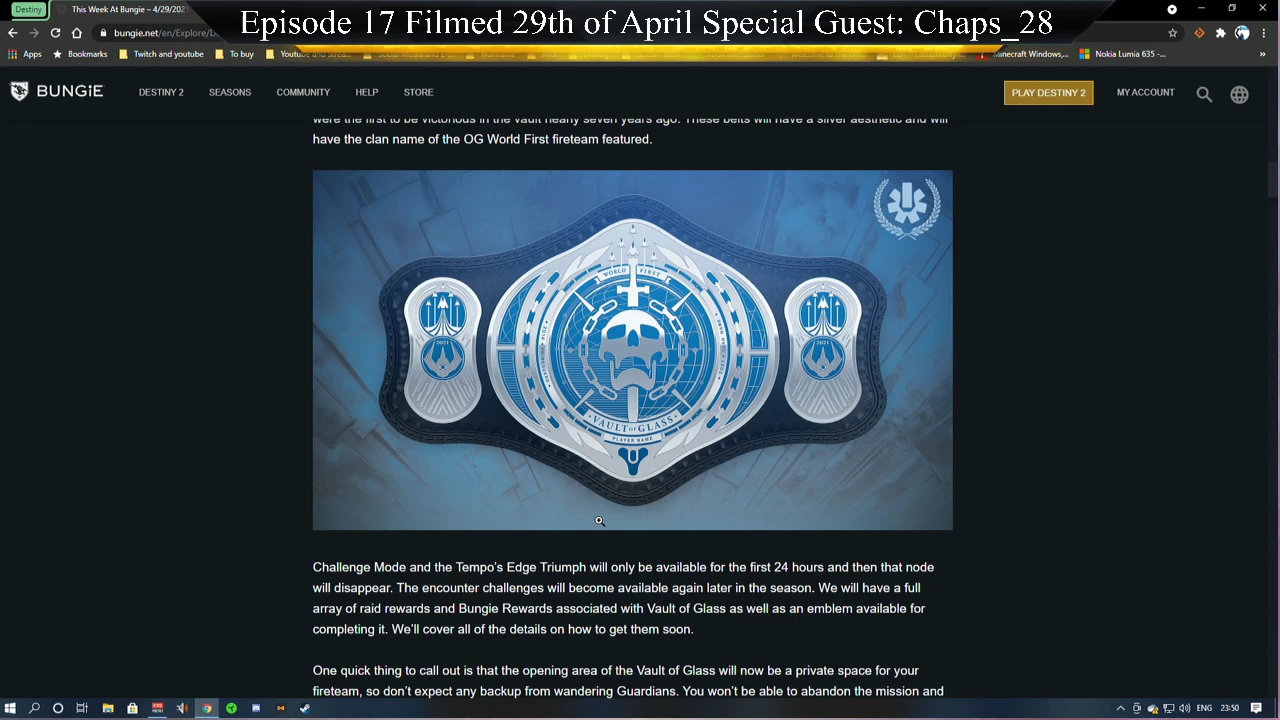 Episode 17 Filmed 29th of April Special Guest: Chaps_28
Destiny
This Week At Bungie – 4/29/202
bungie.net/en/Explore/De
Apps
Bookmarks
Twitch and youtube
To buy
Youtube and
Minecraft Windows,...
Nokia Lumia 635 -...
BUNGiE
DESTINY 2
SEASONS
COMMUNITY
HELP
STORE
PLAY DESTINY 2
MY ACCOUNT
were the first to be victorious in the vault nearly seven years ago. These belts will have a silver aesthetic and will
have the clan name of the OG World First fireteam featured.
WORLD FIRST
2021
2021
VAULT OF GLASS
PLAYER NAME
Challenge Mode and the Tempo's Edge Triumph will only be available for the first 24 hours and then that node
will disappear. The encounter challenges will become available again later in the season. We will have a full
array of raid rewards and Bungie Rewards associated with Vault of Glass as well as an emblem available for
completing it. We'll cover all of the details on how to get them soon.
One quick thing to call out is that the opening area of the Vault of Glass will now be a private space for your
fireteam, so don't expect any backup from wandering Guardians. You won't be able to abandon the mission and
ENG
23:50